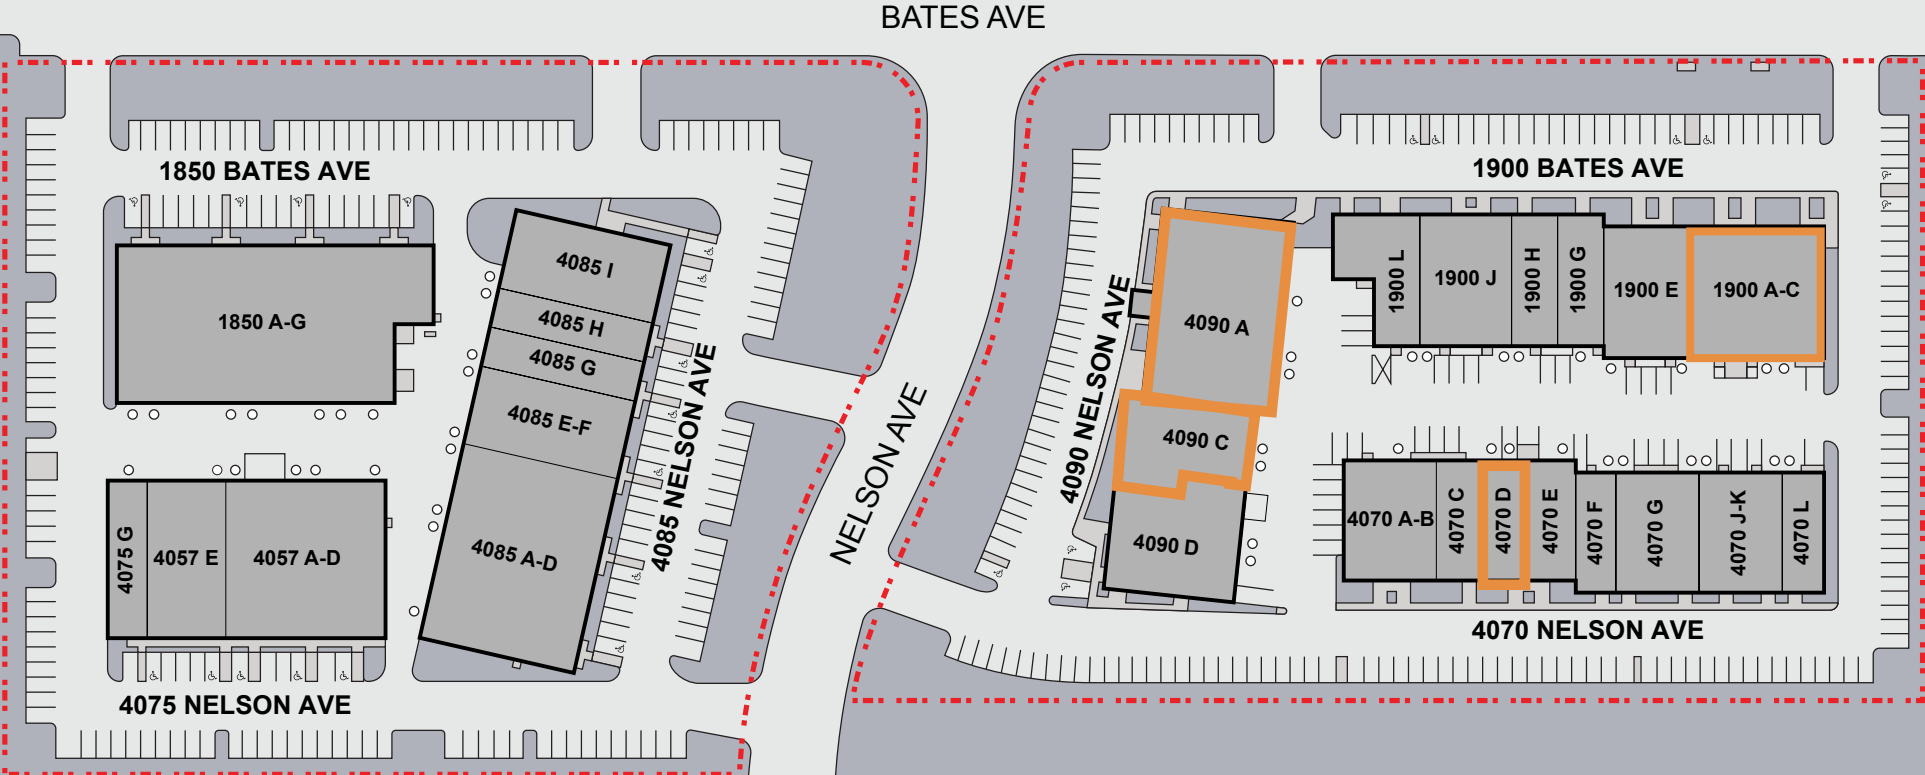 BATES AVE
1850 BATES AVE
1900 BATES AVE
4085 I
1850 A-G
4085 H
4085 G
4085 E-F
4085 A-D
4085 NELSON AVE
4075 G
4057 E
4057 A-D
4075 NELSON AVE
NELSON AVE
4090 NELSON AVE
4090 A
4090 C
4090 D
1900 L
1900 J
1900 H
1900 G
1900 E
1900 A-C
4070 A-B
4070 C
4070 D
4070 E
4070 F
4070 G
4070 J-K
4070 L
4070 NELSON AVE